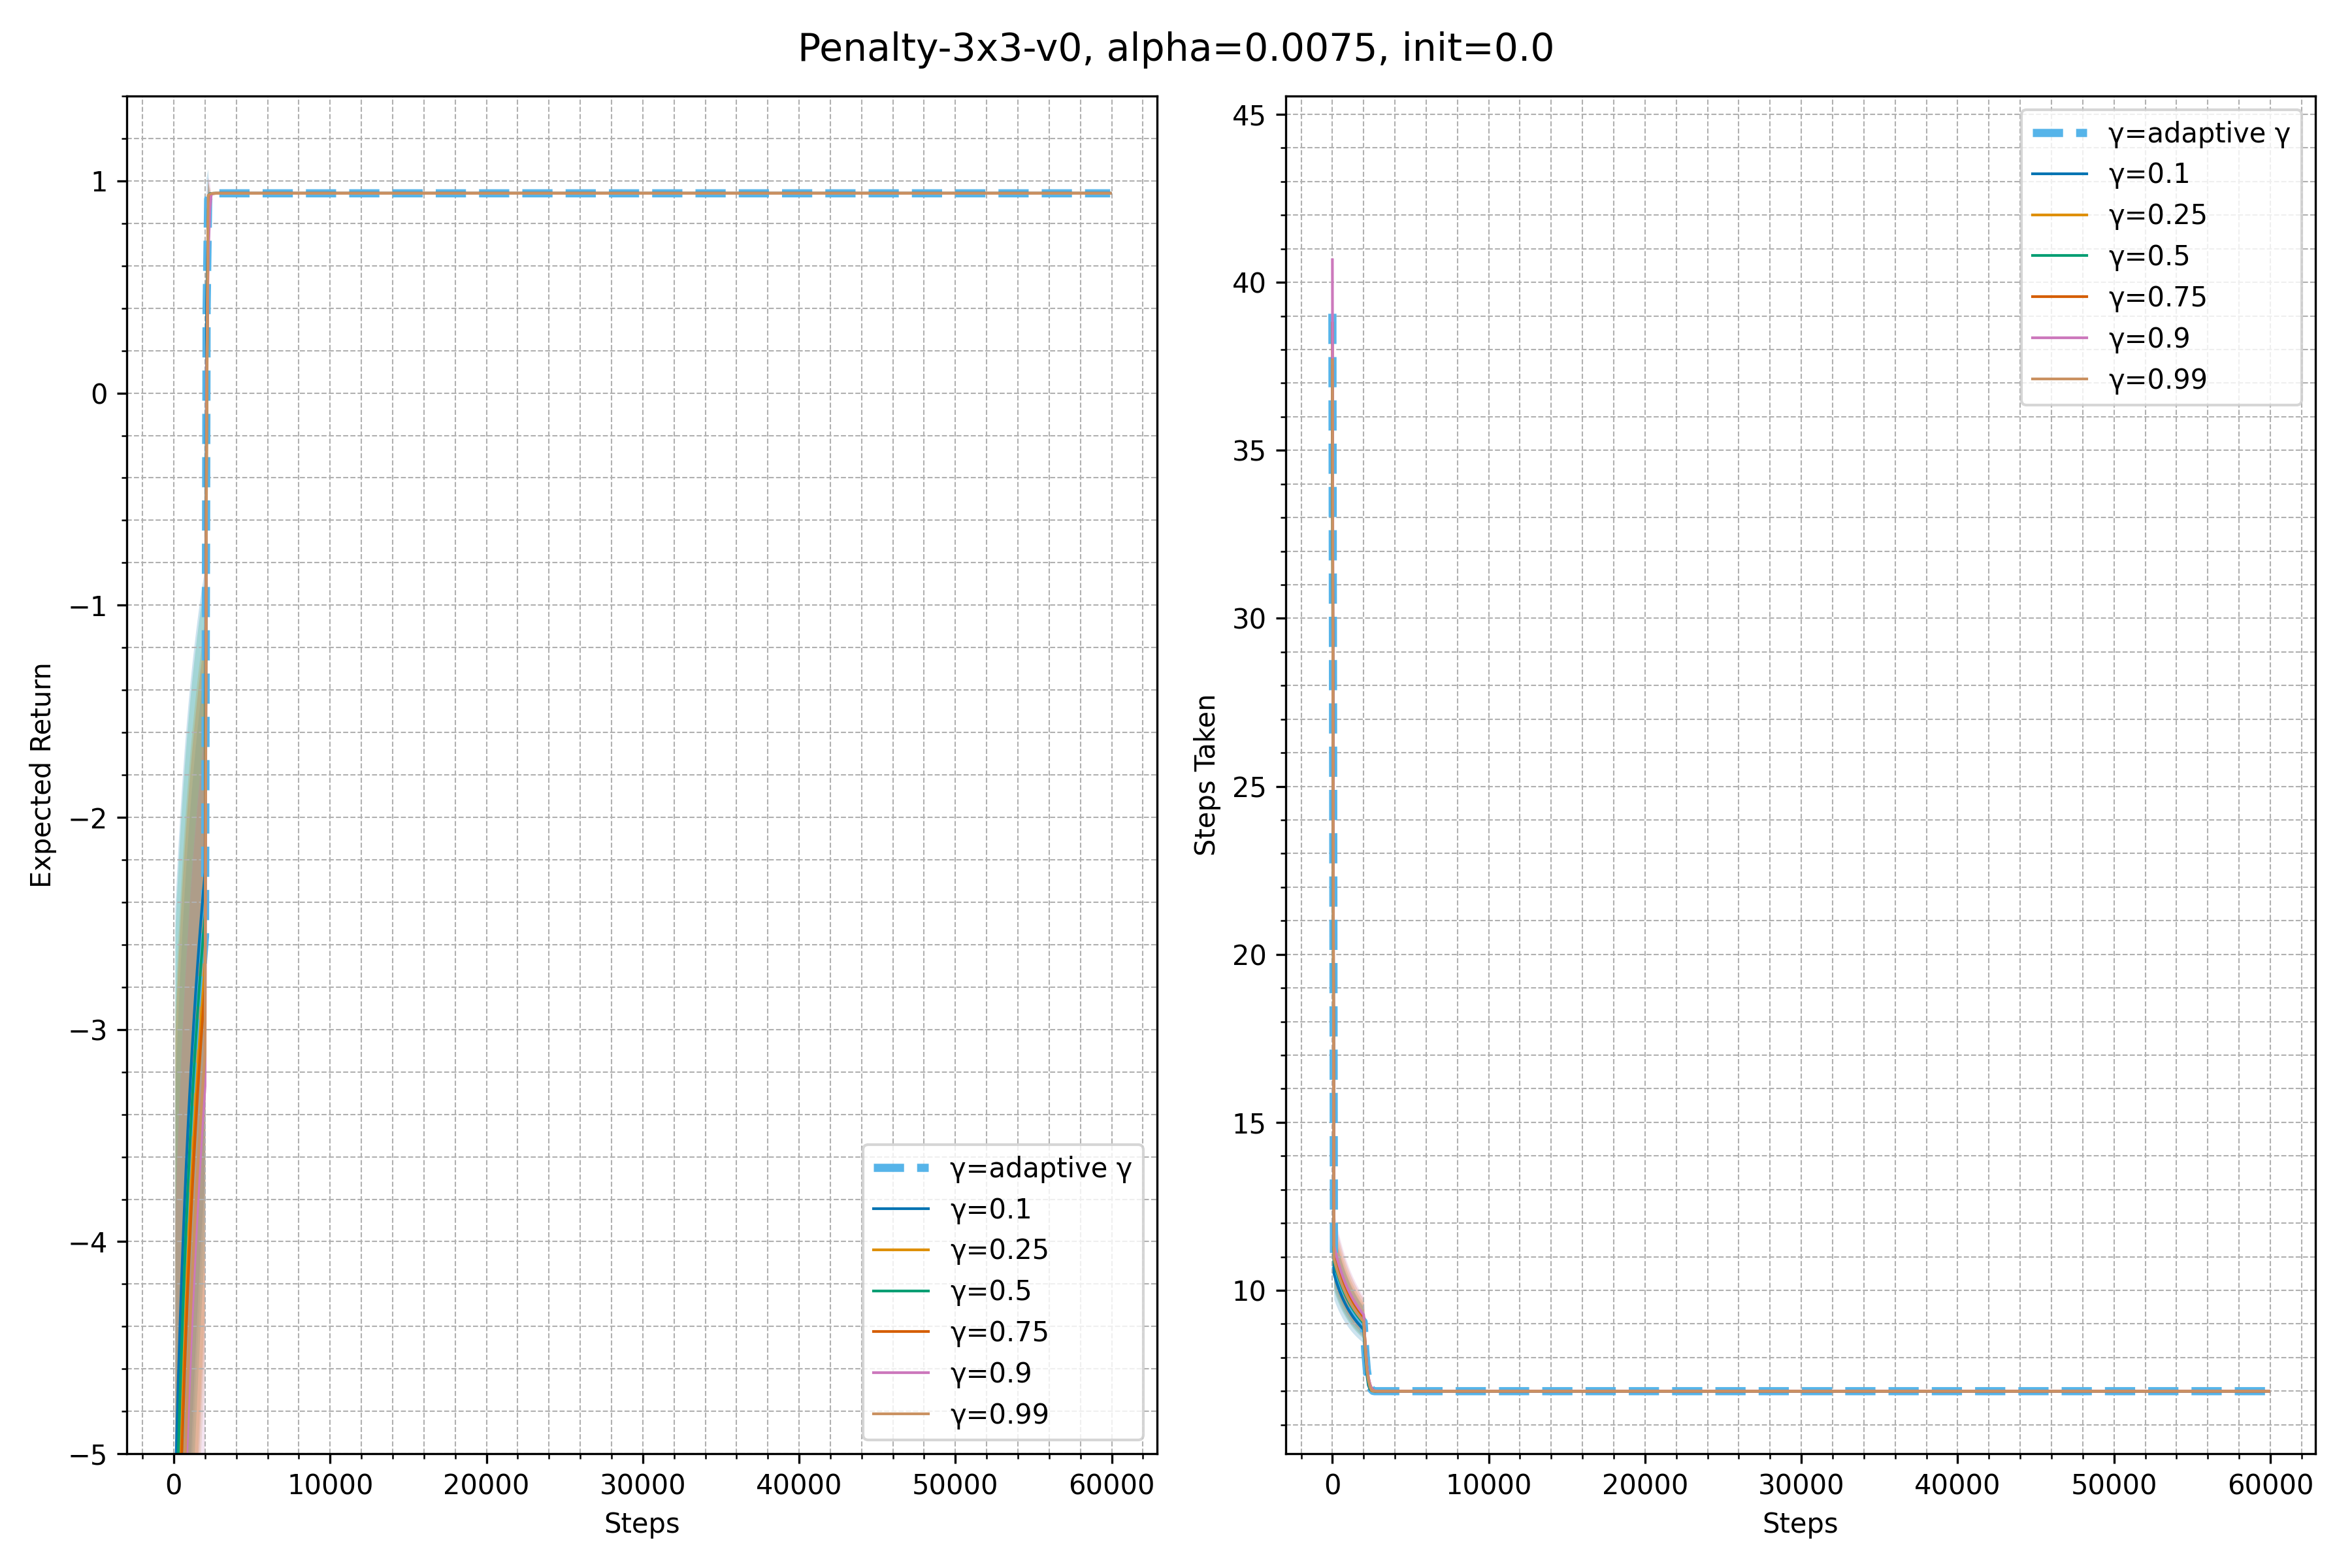 Penalty-3x3-v0, alpha=0.0075, init=0.0
Expected Return
1
0
−1
−2
−3
−4
−5
0 10000 20000 30000 40000 50000 60000
Steps
γ=adaptive γ
γ=0.1
γ=0.25
γ=0.5
γ=0.75
γ=0.9
γ=0.99
Steps Taken
45
40
35
30
25
20
15
10
0 10000 20000 30000 40000 50000 60000
Steps
γ=adaptive γ
γ=0.1
γ=0.25
γ=0.5
γ=0.75
γ=0.9
γ=0.99